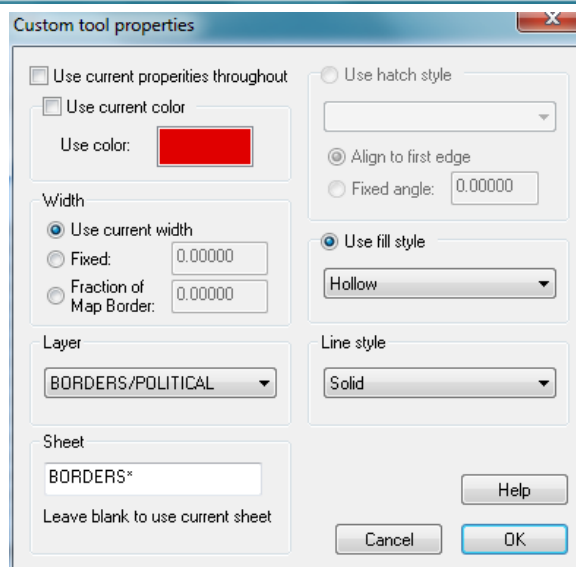 Custom tool properties
Use current properities throughout
Use current color
Use color:
Width
Use current width
Fixed: 0.00000
Fraction of
Map Border: 0.00000
Layer
BORDERS/POLITICAL
Sheet
BORDERS*
Leave blank to use current sheet
Use hatch style
Align to first edge
Fixed angle: 0.00000
Use fill style
Hollow
Line style
Solid
Help
Cancel OK